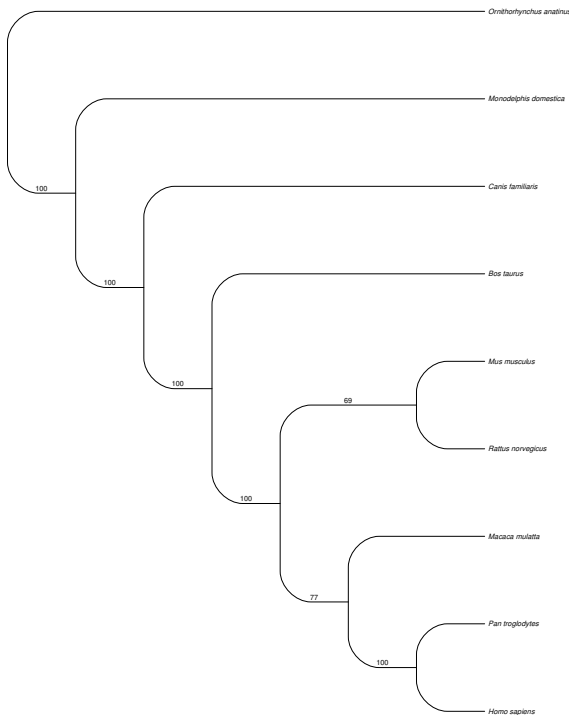 Ornithorhynchus anatinus
Monodelphis domestica
100
Canis familiaris
100
Bos taurus
100
Mus musculus
69
Rattus norvegicus
100
Macaca mulatta
77
Pan troglodytes
100
Homo sapiens